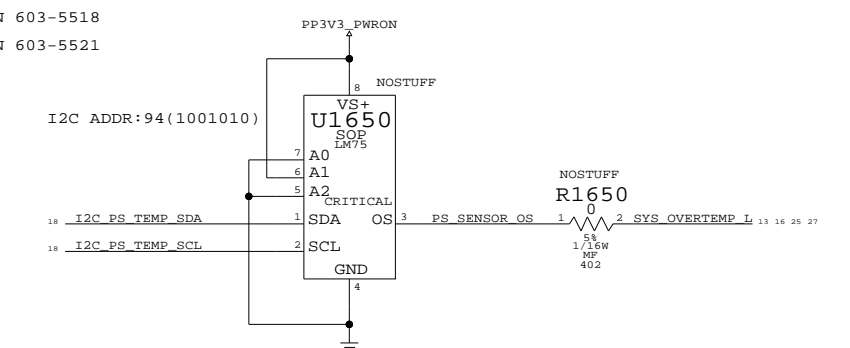 N 603-5518
PP3V3_PWRON
N 603-5521
8 NOSTUFF
VS+
I2C ADDR:94(1001010) U1650
SOP
LM75
7 A0
NOSTUFF
6 A1
R1650
5 A2
CRITICAL 0
18 I2C_PS_TEMP_SDA 1 SDA OS 3 PS_SENSOR_OS 1 2 SYS_OVERTEMP_L 13 16 25 27
5%
18 I2C_PS_TEMP_SCL 2 SCL 1/16W
MF
402
GND
4